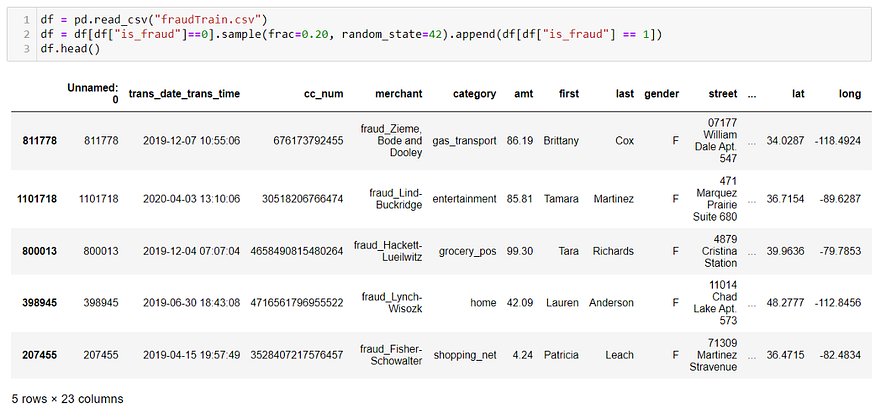 1 df = pd.read_csv("fraudTrain.csv")
2 df = df[df["is_fraud"]==0].sample(frac=0.20, random_state=42).append(df[df["is_fraud"] == 1])
3 df.head()
Unnamed: 0 trans_date_trans_time cc_num merchant category amt first last gender street ... lat long
811778 811778 2019-12-07 10:55:06 676173792455 fraud_Zieme, Bode and Dooley gas_transport 86.19 Brittany Cox F 07177 William Dale Apt. 547 ... 34.0287 -118.4924
1101718 1101718 2020-04-03 13:10:06 30518206766474 fraud_Lind-Buckridge entertainment 85.81 Tamara Martinez F 471 Marquez Prairie Suite 680 ... 36.7154 -89.6287
800013 800013 2019-12-04 07:07:04 4658490815480264 fraud_Hackett-Lueilwitz grocery_pos 99.30 Tara Richards F 4879 Cristina Station ... 39.9636 -79.7853
398945 398945 2019-06-30 18:43:08 4716561796955522 fraud_Lynch-Wisozk home 42.09 Lauren Anderson F 11014 Chad Lake Apt. 573 ... 48.2777 -112.8456
207455 207455 2019-04-15 19:57:49 3528407217576457 fraud_Fisher-Schowalter shopping_net 4.24 Patricia Leach F 71309 Martinez Stravenue ... 36.4715 -82.4834
5 rows × 23 columns